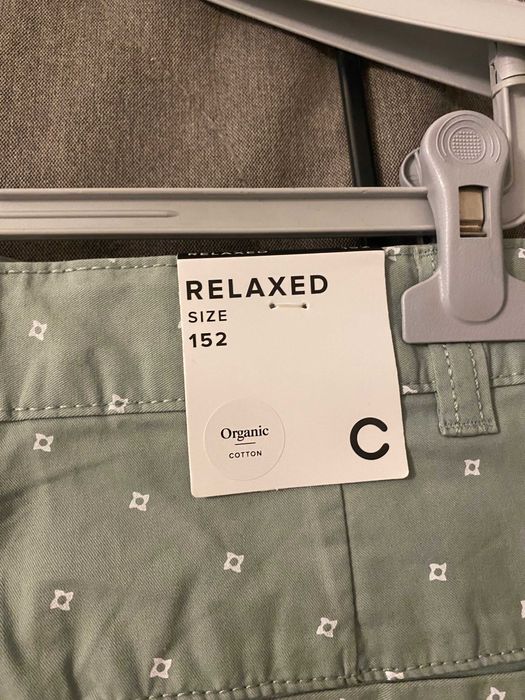 RELAXED
SIZE
152
Organic
COTTON
C